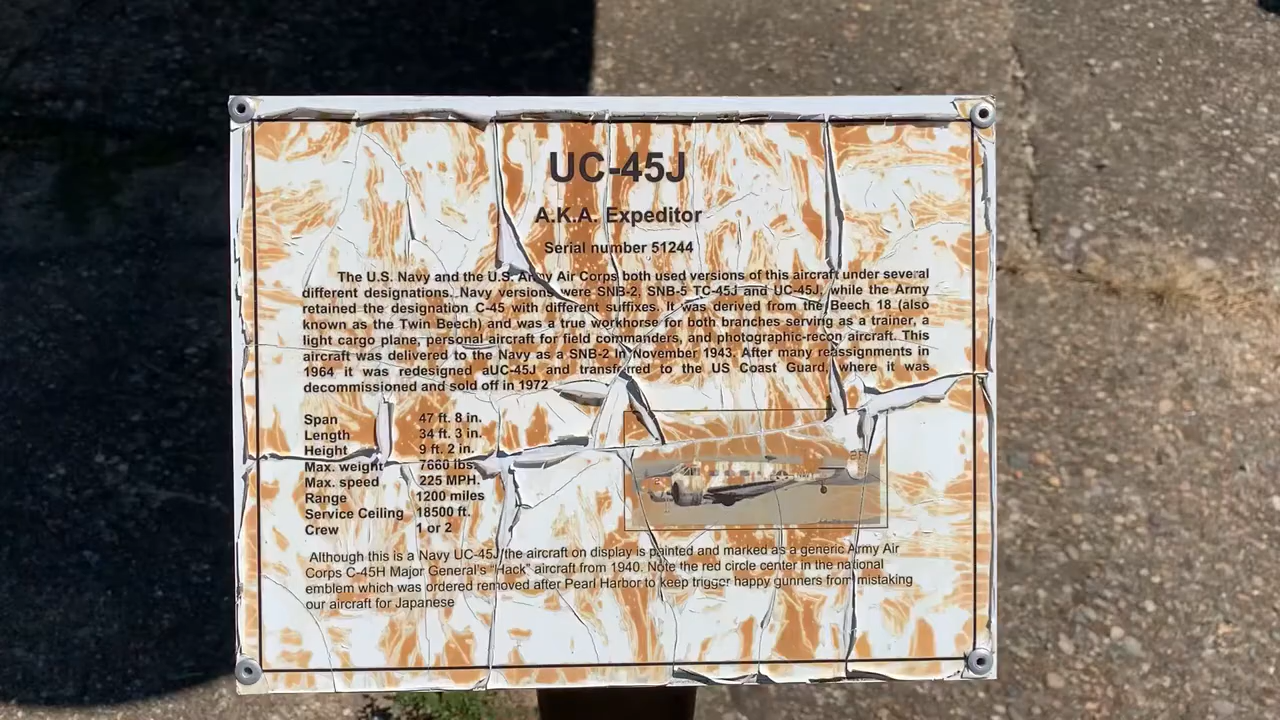 UC-45J
A.K.A. Expeditor
Serial number 51244
The U.S. Navy and the U.S. Army Air Corps both used versions of this aircraft under several
different designations. Navy versions were SNB-2, SNB-5 TC-45J and UC-45J, while the Army
retained the designation C-45 with different suffixes. It was derived from the Beech 18 (also
known as the Twin Beech) and was a true workhorse for both branches serving as a trainer, a
light cargo plane, personal aircraft for field commanders, and photographic-recon aircraft. This
aircraft was delivered to the Navy as a SNB-2 in November 1943. After many reassignments in
1964 it was redesigned aUC-45J and transferred to the US Coast Guard, where it was
decommissioned and sold off in 1972
Span 47 ft. 8 in.
Length 34 ft. 3 in.
Height 9 ft. 2 in.
Max. weight 7660 lbs.
Max. speed 225 MPH.
Range 1200 miles
Service Ceiling 18500 ft.
Crew 1 or 2
Although this is a Navy UC-45J the aircraft on display is painted and marked as a generic Army Air
Corps C-45H Major General's "Hack" aircraft from 1940. Note the red circle center in the national
emblem which was ordered removed after Pearl Harbor to keep trigger happy gunners from mistaking
our aircraft for Japanese